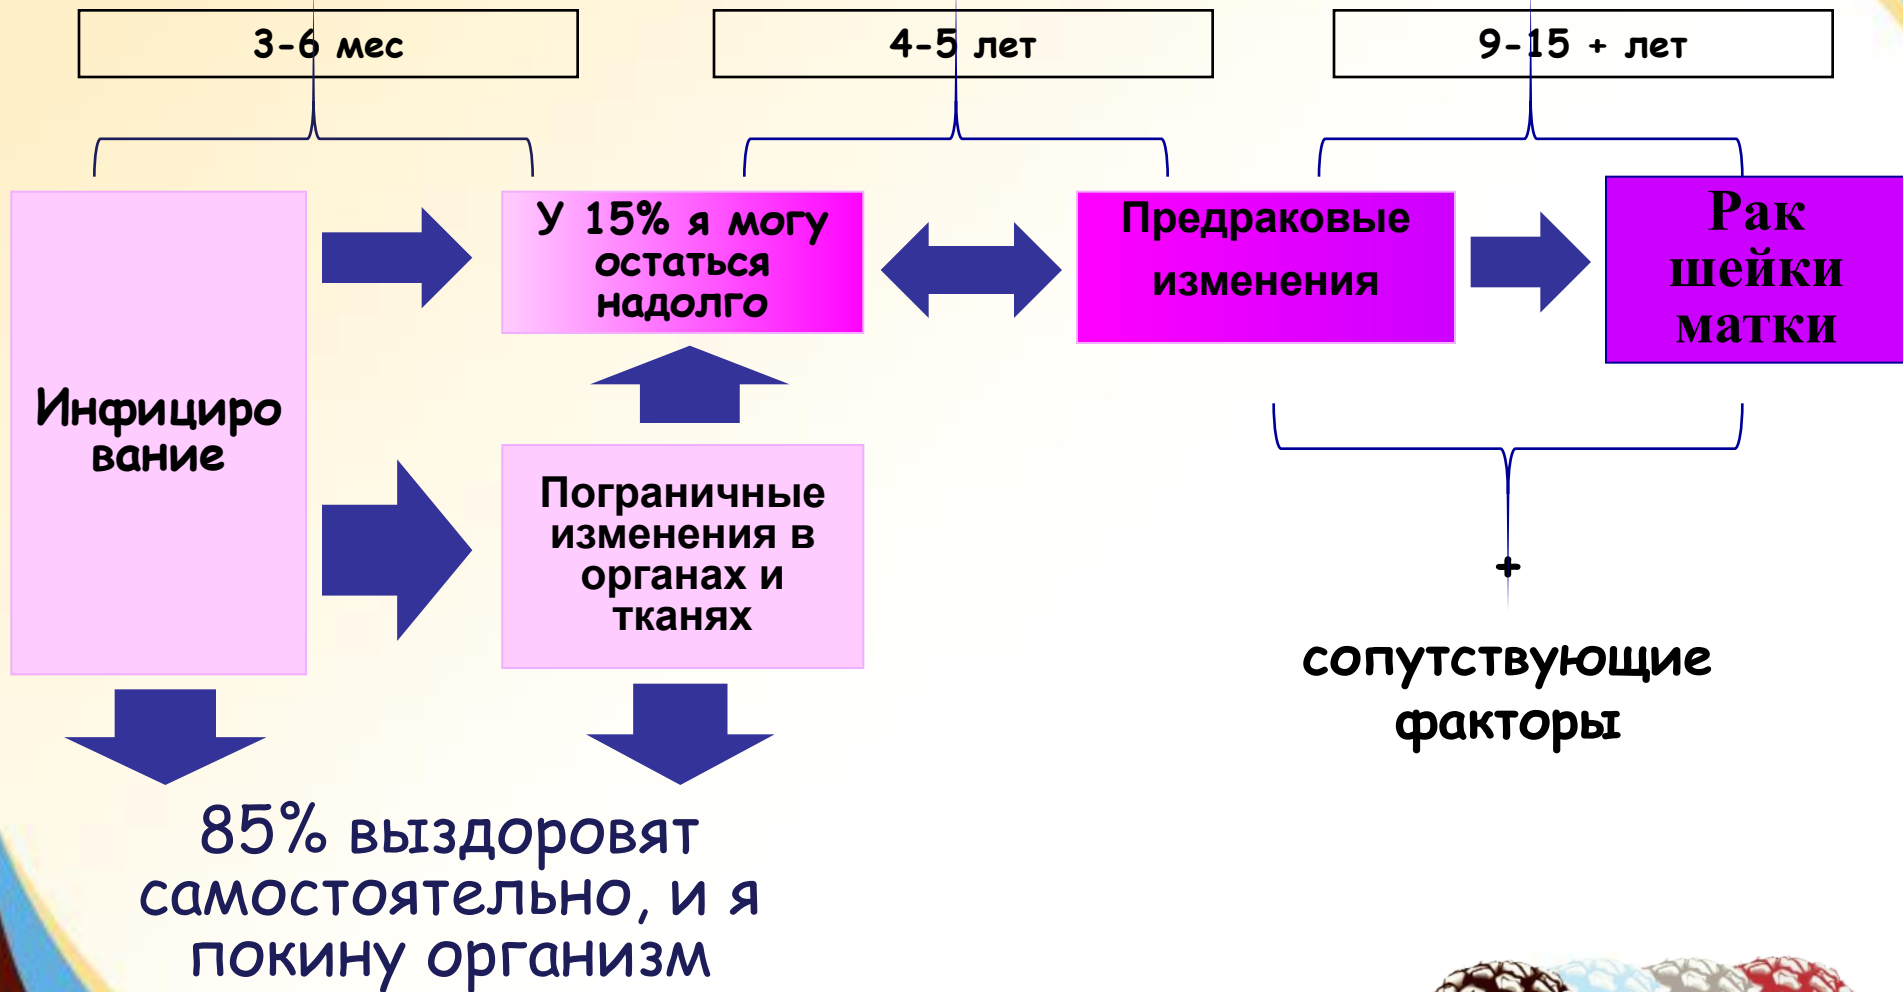 3-6 мес
4-5 лет
9-15 + лет
Инфициро
вание
У 15% я могу
остаться
надолго
Предраковые
изменения
Рак
шейки
матки
Пограничные
изменения в
органах и
тканях
+
сопутствующие
факторы
85% выздоровят
самостоятельно, и я
покину организм